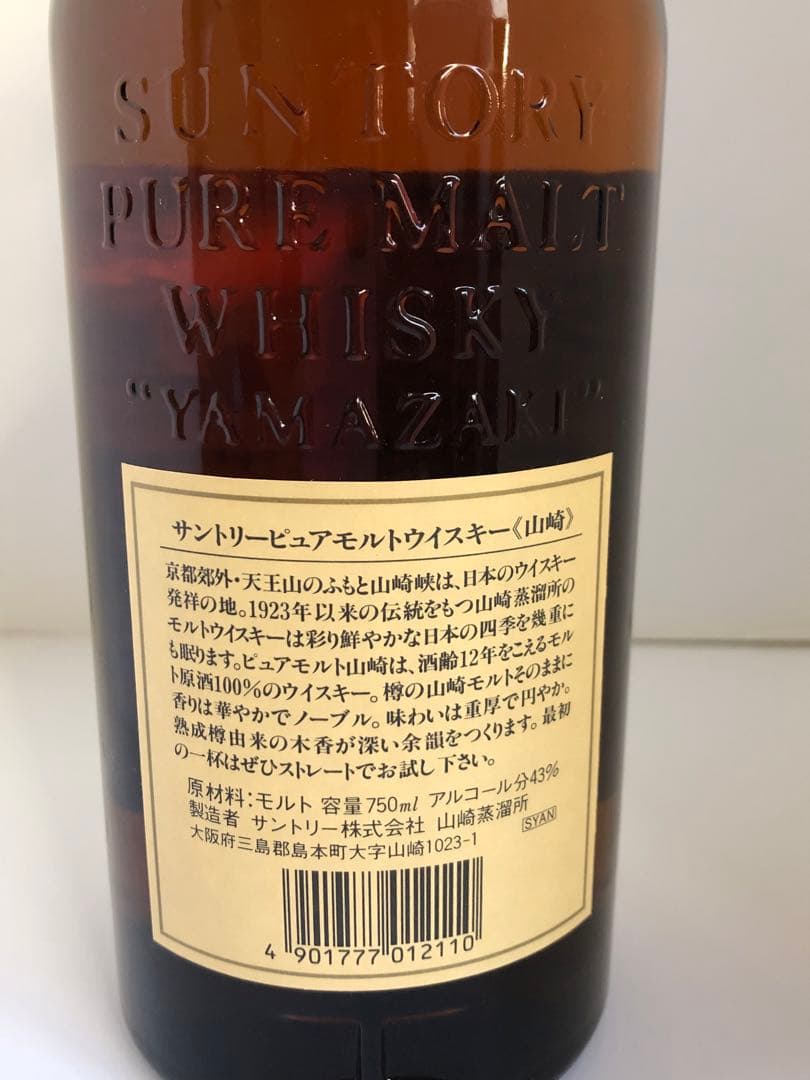 SUNTORY
PURE MALT
WHISKY
"YAMAZAKI"
サントリーピュアモルトウイスキー《山崎》
京都郊外・天王山のふもと山崎峡は、日本のウイスキー
発祥の地。1923年以来の伝統をもつ山崎蒸溜所の
モルトウイスキーは彩り鮮やかな日本の四季を幾重に
も眠ります。ピュアモルト山崎は、酒齢12年をこえるモル
ト原酒100%のウイスキー。樽の山崎モルトそのままに
香りは華やかでノーブル。味わいは重厚で円やか。
熟成樽由来の木香が深い余韻をつくります。最初
の一杯はぜひストレートでお試し下さい。
原材料:モルト 容量750ml アルコール分43%
製造者 サントリー株式会社 山崎蒸溜所
大阪府三島郡島本町大字山崎1023-1
SYAN
4 901777 012110